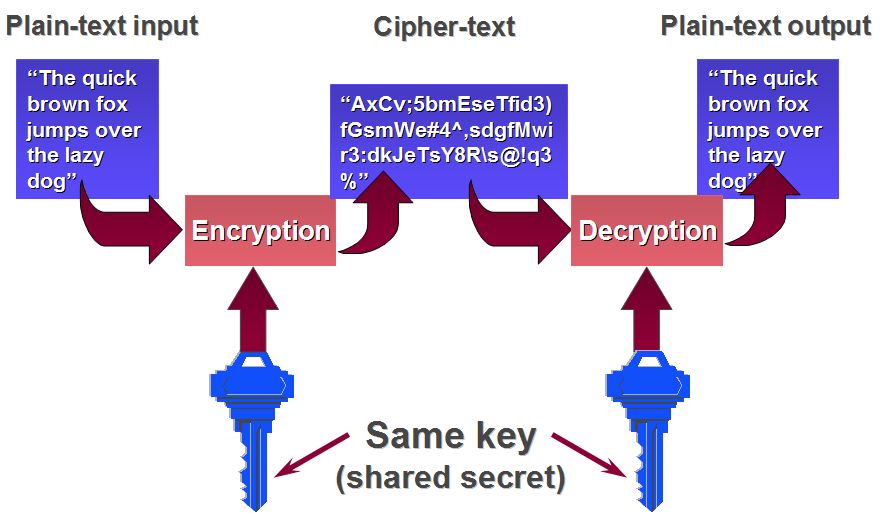 Plain-text input
Cipher-text
Plain-text output
“The quick
brown fox
jumps over
the lazy
dog”
“AxCv;5bmEseTfid3)
fGsmWe#4^,sdgfMwi
r3:dkJeTsY8R\s@!q3
%”
“The quick
brown fox
jumps over
the lazy
dog”
Encryption
Decryption
Same key
(shared secret)